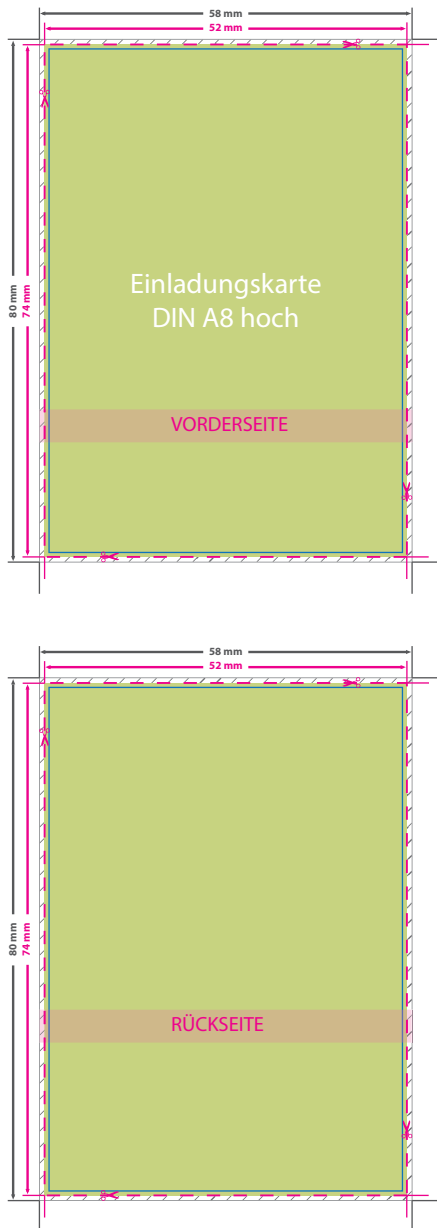 58 mm
52 mm
80 mm
74 mm
Einladungskarte
DIN A8 hoch
VORDERSEITE
58 mm
52 mm
80 mm
74 mm
RÜCKSEITE